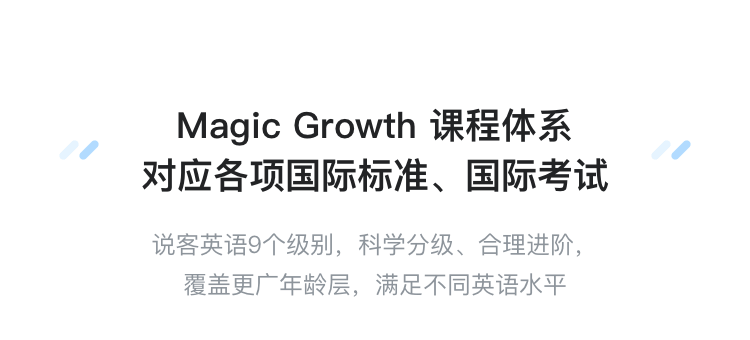 Magic Growth 课程体系
对应各项国际标准、国际考试
说客英语9个级别，科学分级、合理进阶，
覆盖更广年龄层，满足不同英语水平